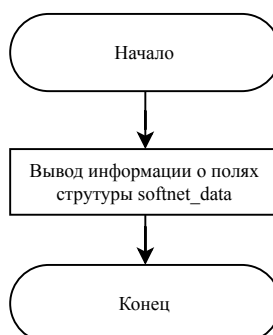 Начало
Вывод информации о полях
струтуры softnet_data
Конец